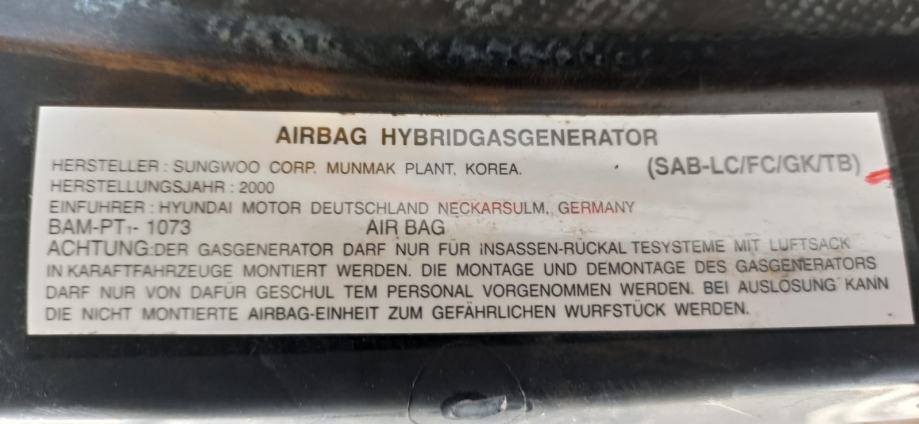 AIRBAG HYBRIDGASGENERATOR
HERSTELLER : SUNGWOO CORP. MUNMAK PLANT, KOREA. (SAB-LC/FC/GK/TB)
HERSTELLUNGSJAHR : 2000
EINFUHRER : HYUNDAI MOTOR DEUTSCHLAND NECKARSULM, GERMANY
BAM-PT₁- 1073 AIR BAG
ACHTUNG:DER GASGENERATOR DARF NUR FÜR INSASSEN-RÜCKAL TESYSTEME MIT LUFTSACK
IN KARAFTFAHRZEUGE MONTIERT WERDEN. DIE MONTAGE UND DEMONTAGE DES GASGENERATORS
DARF NUR VON DAFÜR GESCHUL TEM PERSONAL VORGENOMMEN WERDEN. BEI AUSLÖSUNG KANN
DIE NICHT MONTIERTE AIRBAG-EINHEIT ZUM GEFÄHRLICHEN WURFSTÜCK WERDEN.